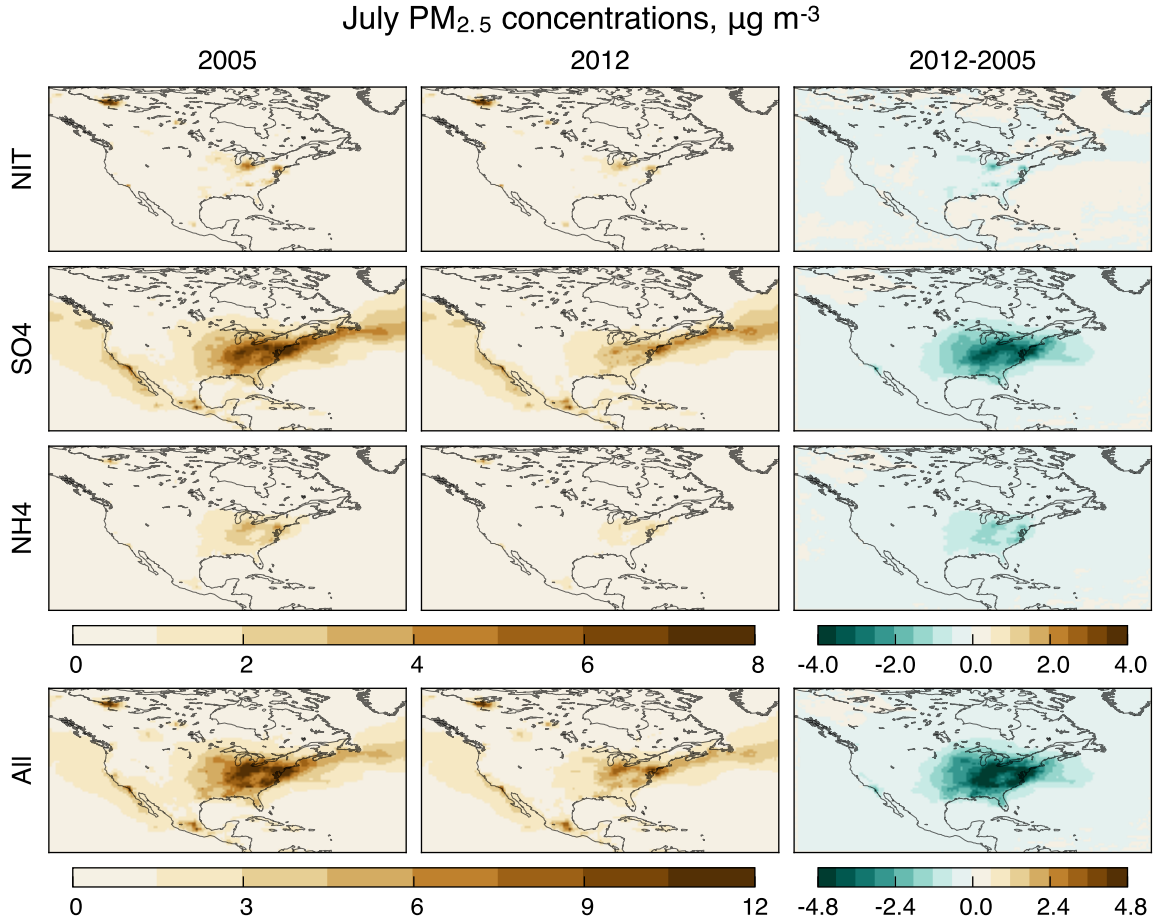 July PM2.5 concentrations, µg m-3
2005 2012 2012-2005
NIT
SO4
NH4
0 2 4 6 8 -4.0 -2.0 0.0 2.0 4.0
All
0 3 6 9 12 -4.8 -2.4 0.0 2.4 4.8